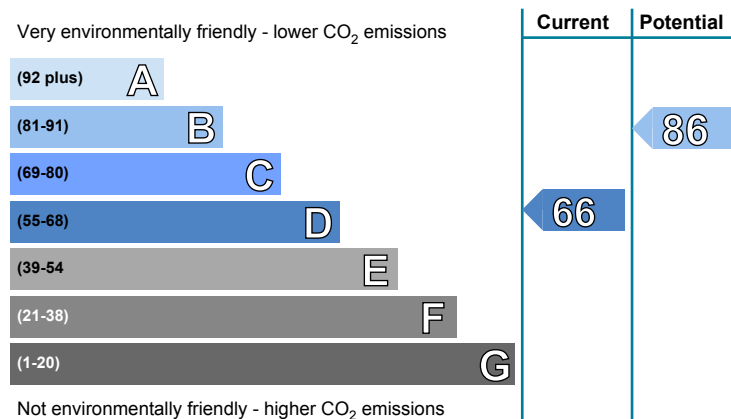 Very environmentally friendly - lower CO2 emissions
Current
Potential
(92 plus) A
(81-91) B
86
(69-80) C
(55-68) D
66
(39-54 E
(21-38) F
(1-20) G
Not environmentally friendly - higher CO2 emissions